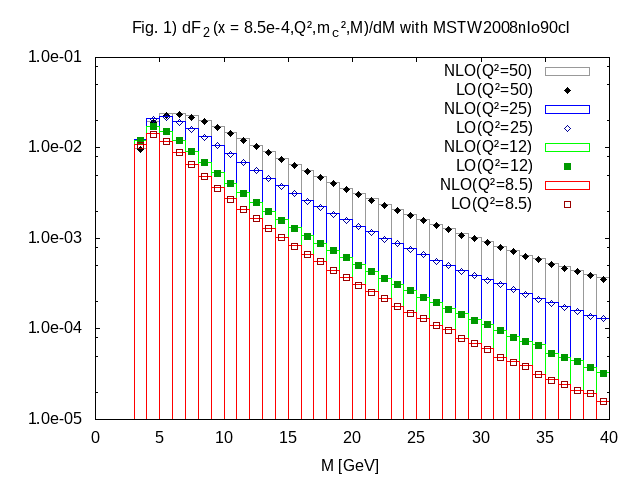 Fig. 1) dF₂(x = 8.5e-4,Q²,m_c²,M)/dM with MSTW2008nlo90cl
1.0e-01
1.0e-02
1.0e-03
1.0e-04
1.0e-05
NLO(Q²=50)
LO(Q²=50)
NLO(Q²=25)
LO(Q²=25)
NLO(Q²=12)
LO(Q²=12)
NLO(Q²=8.5)
LO(Q²=8.5)
0 5 10 15 20 25 30 35 40
M [GeV]